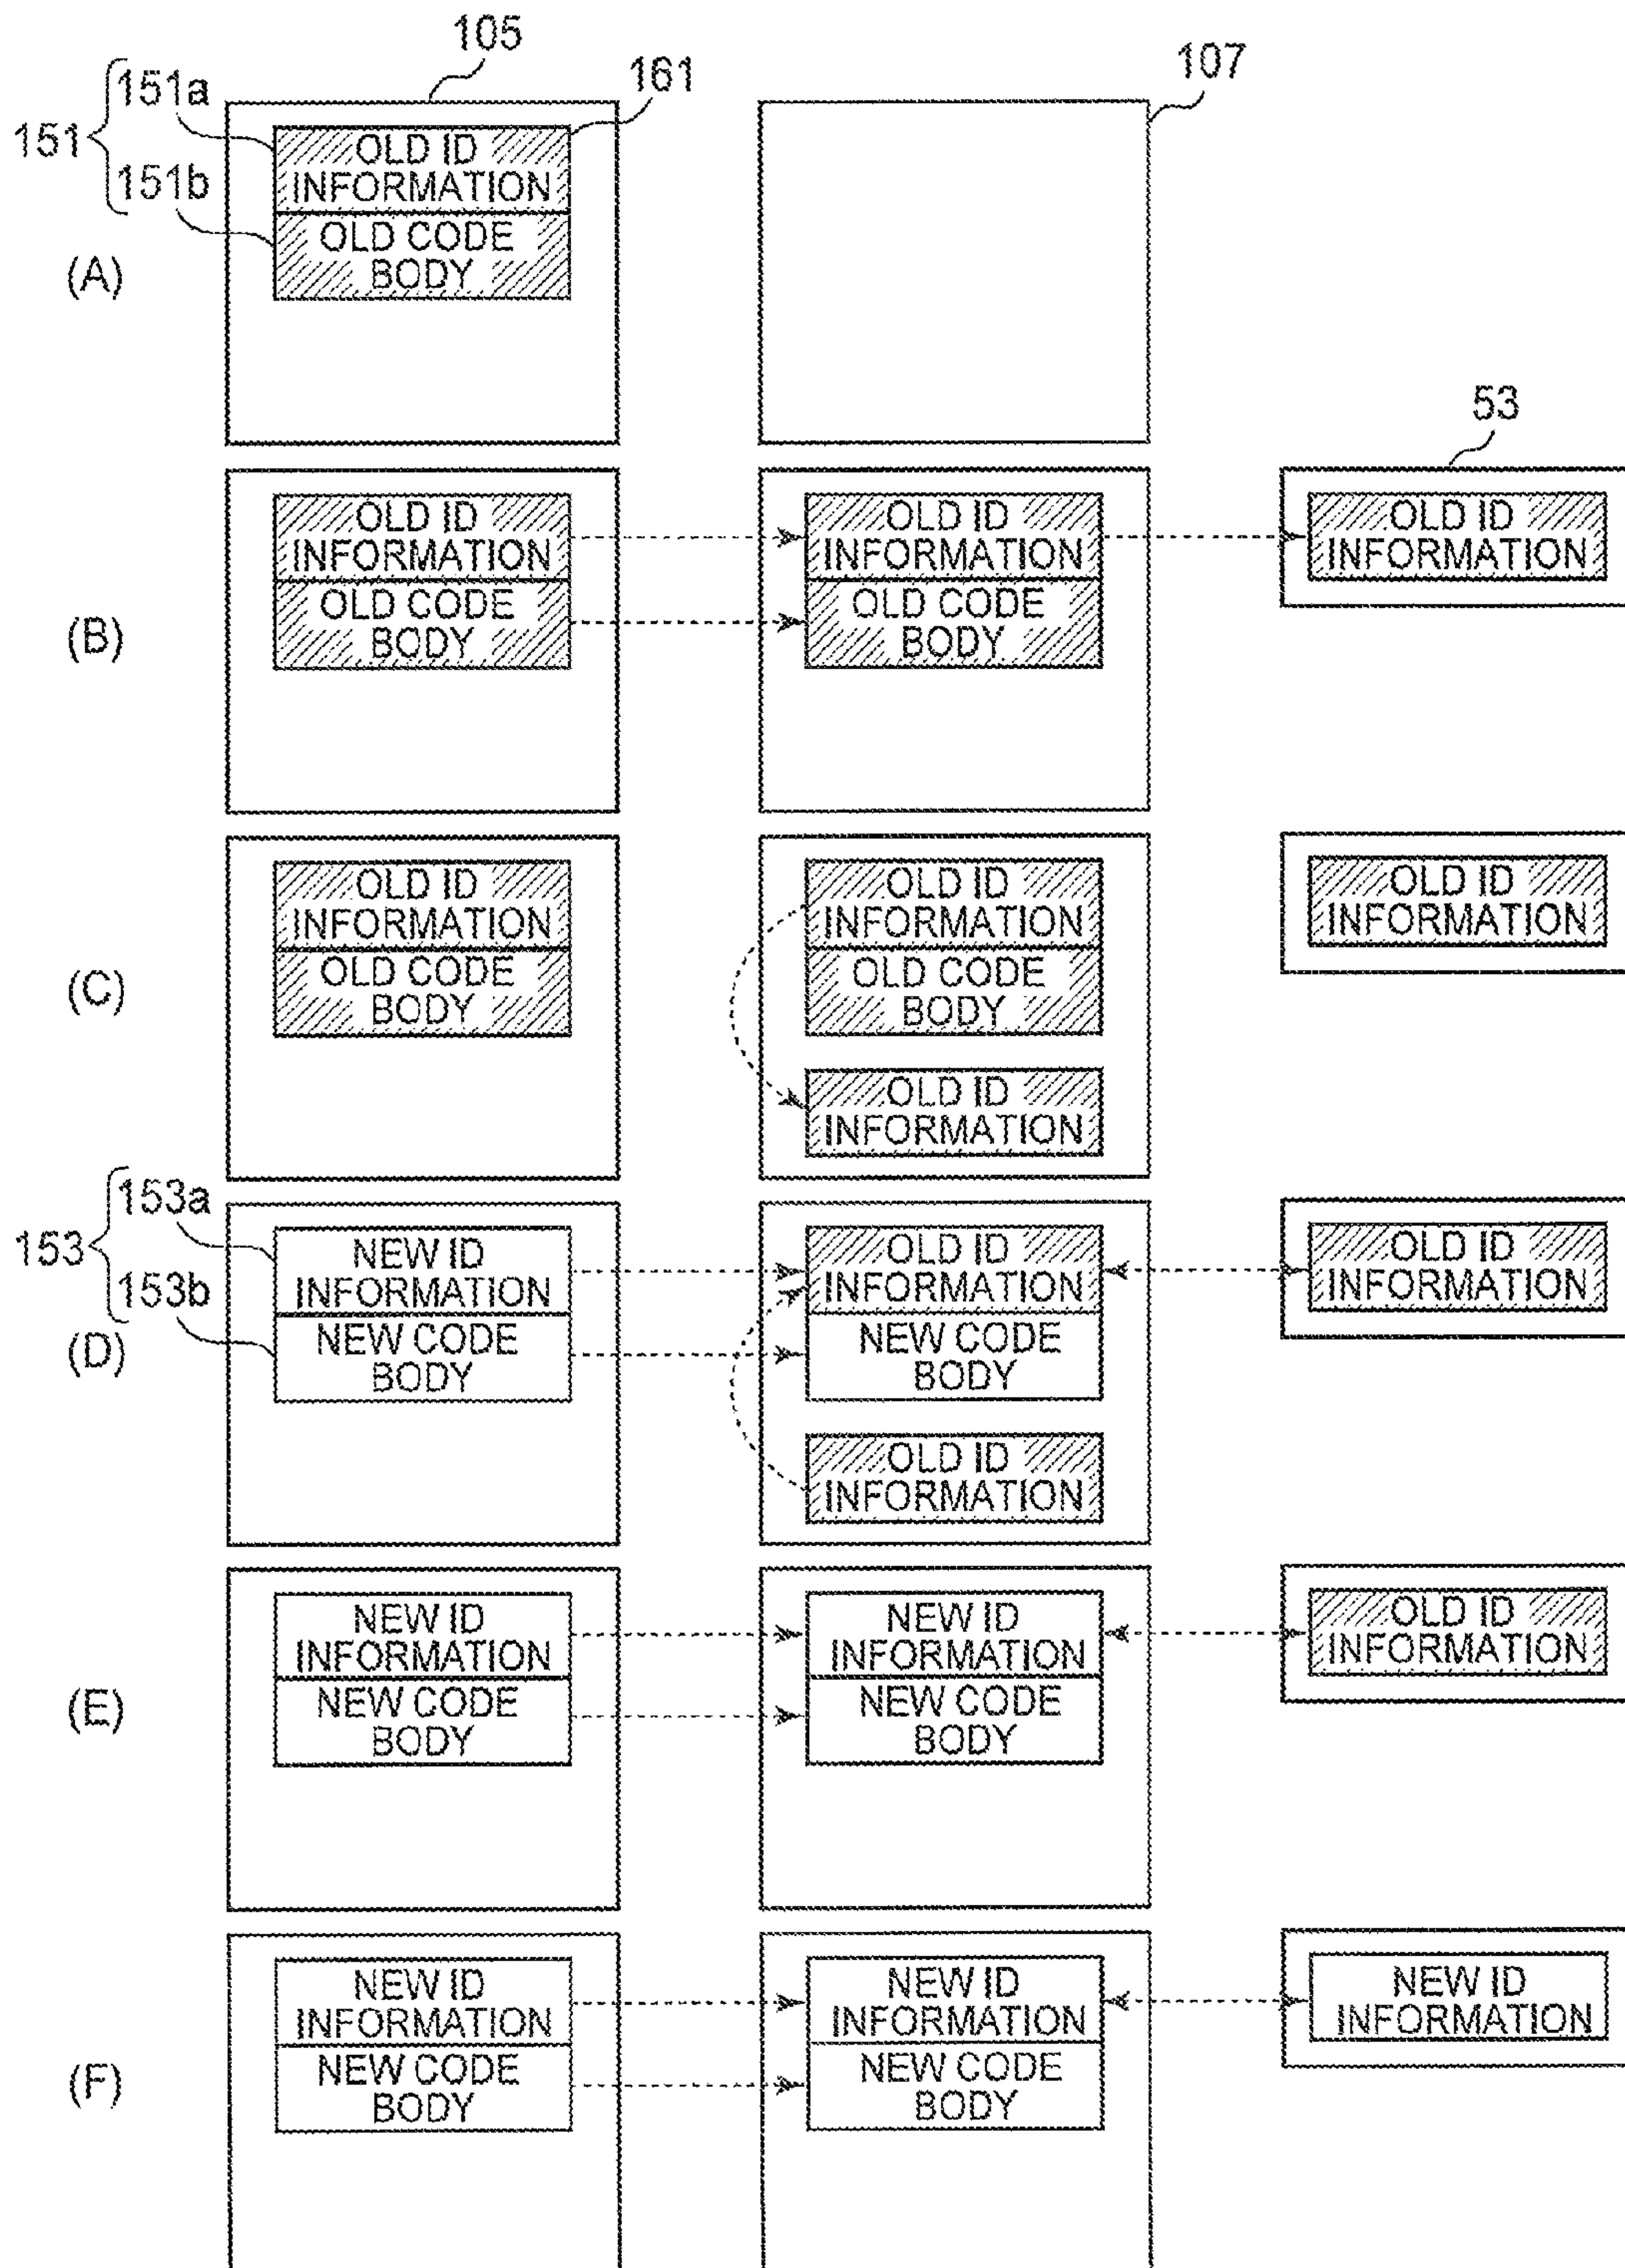 105
107
151
151a
161
151b
OLD ID
INFORMATION
OLD CODE
BODY
(A)
53
OLD ID
INFORMATION
OLD CODE
BODY
OLD ID
INFORMATION
OLD CODE
BODY
OLD ID
INFORMATION
(B)
OLD ID
INFORMATION
OLD CODE
BODY
OLD ID
INFORMATION
OLD CODE
BODY
OLD ID
INFORMATION
OLD ID
INFORMATION
(C)
153
153a
153b
NEW ID
INFORMATION
NEW CODE
BODY
OLD ID
INFORMATION
NEW CODE
BODY
OLD ID
INFORMATION
OLD ID
INFORMATION
(D)
NEW ID
INFORMATION
NEW CODE
BODY
NEW ID
INFORMATION
NEW CODE
BODY
OLD ID
INFORMATION
(E)
NEW ID
INFORMATION
NEW CODE
BODY
NEW ID
INFORMATION
NEW CODE
BODY
NEW ID
INFORMATION
(F)